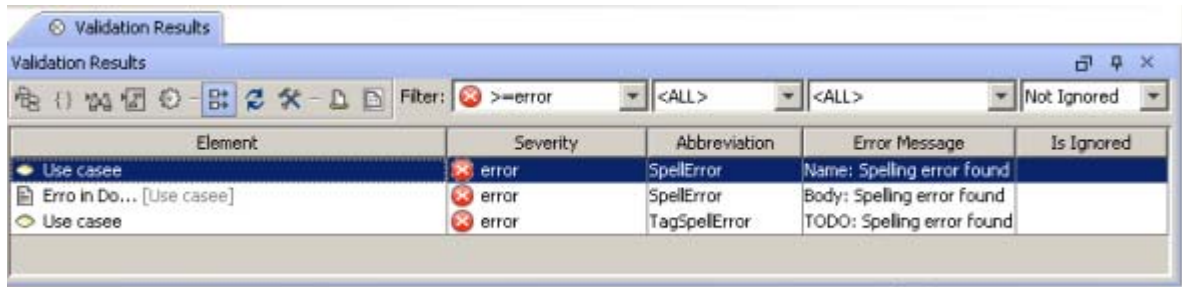 Validation Results
Validation Results
Filter: >=error <ALL> <ALL> Not Ignored
Element Severity Abbreviation Error Message Is Ignored
Use casee error SpellError Name: Spelling error found
Erro in Do... [Use casee] error SpellError Body: Spelling error found
Use casee error TagSpellError TODO: Spelling error found